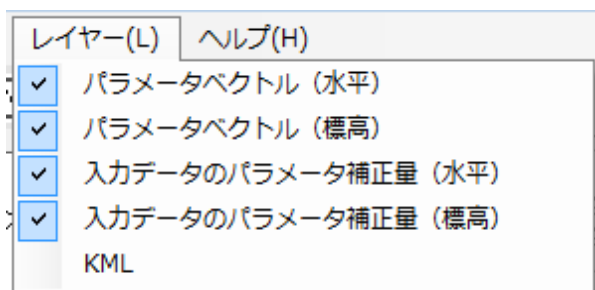 レイヤー(L) ヘルプ(H)
パラメータベクトル（水平）
パラメータベクトル（標高）
入力データのパラメータ補正量（水平）
入力データのパラメータ補正量（標高）
KML